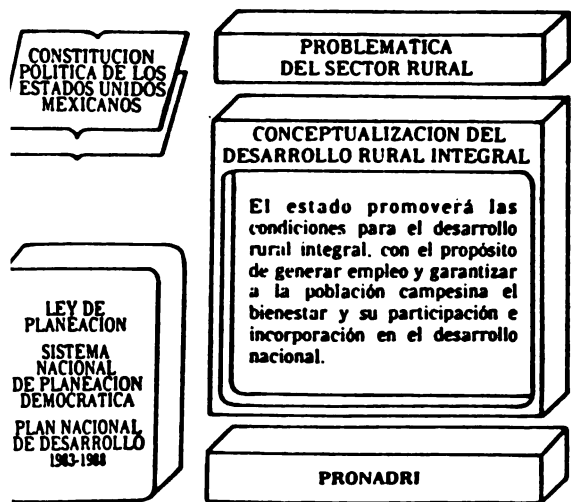 CONSTITUCION
POLITICA DE LOS
ESTADOS UNIDOS
MEXICANOS
PROBLEMATICA
DEL SECTOR RURAL
CONCEPTUALIZACION DEL
DESARROLLO RURAL INTEGRAL
El estado promoverá las
condiciones para el desarrollo
rural integral, con el propósito
de generar empleo y garantizar
a la población campesina el
bienestar y su participación e
incorporación en el desarrollo
nacional.
LEY DE
PLANEACION
SISTEMA
NACIONAL
DE PLANEACION
DEMOCRATICA
PLAN NACIONAL
DE DESARROLLO
1983-1988
PRONADRI